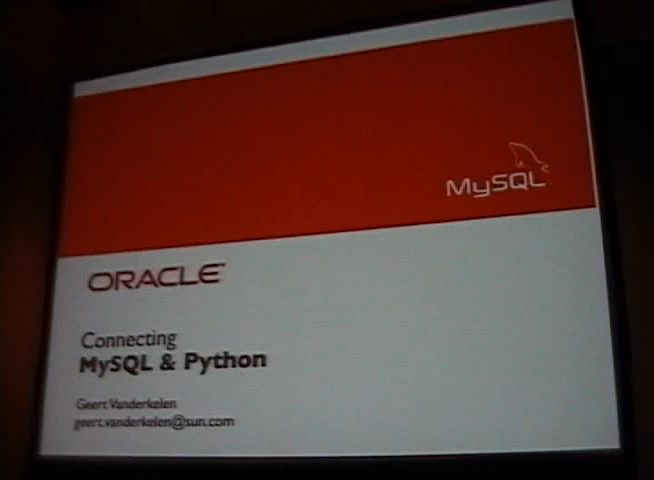 MySQL
ORACLE
Connecting
MySQL & Python
Geert Vanderkelen
geert.vanderkelen@sun.com